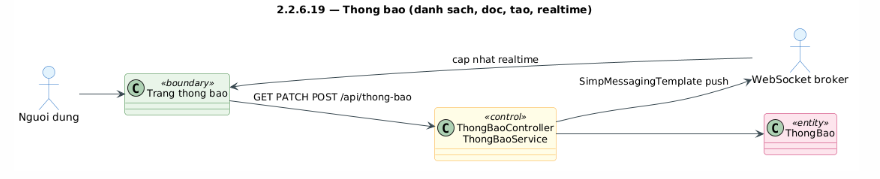 2.2.6.19 — Thong bao (danh sach, doc, tao, realtime)
cap nhat realtime
WebSocket broker
SimpMessagingTemplate push
Nguoi dung
C
«boundary»
Trang thong bao
GET PATCH POST /api/thong-bao
C
«control»
ThongBaoController
ThongBaoService
C
«entity»
ThongBao